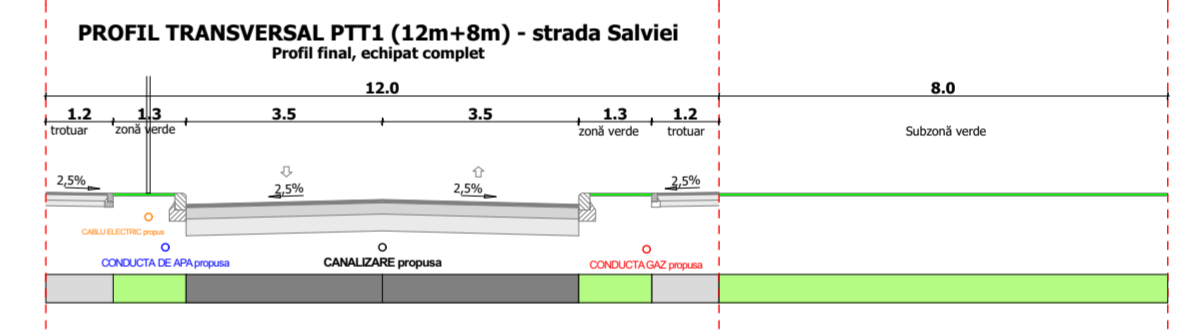 PROFIL TRANSVERSAL PTT1 (12m+8m) - strada Salviei
Profil final, echipat complet
12.0 8.0
1.2 1.3 3.5 3.5 1.3 1.2
trotuar zonă verde zonă verde trotuar Subzonă verde
2,5% 2,5% 2,5% 2,5%
CABLU ELECTRIC propus
CONDUCTA DE APA propusa CANALIZARE propusa CONDUCTA GAZ propusa